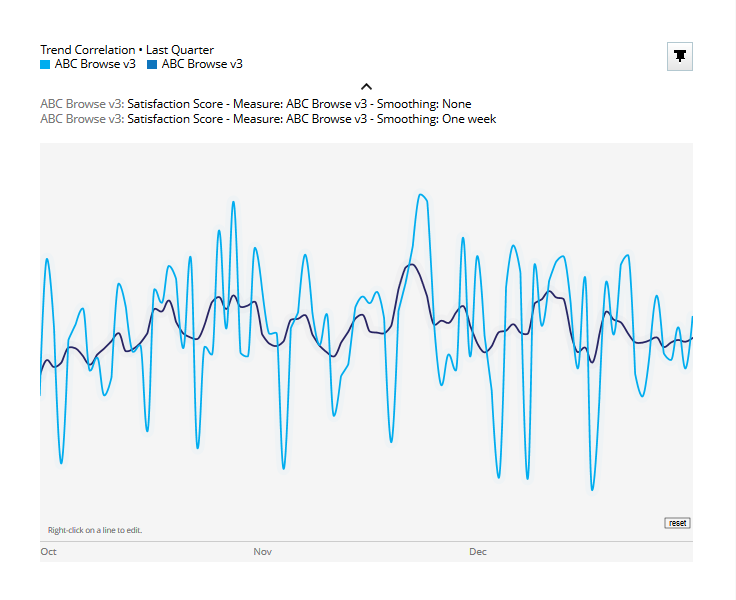 Trend Correlation • Last Quarter
ABC Browse v3 ABC Browse v3
ABC Browse v3: Satisfaction Score - Measure: ABC Browse v3 - Smoothing: None
ABC Browse v3: Satisfaction Score - Measure: ABC Browse v3 - Smoothing: One week
Right-click on a line to edit.
reset
Oct Nov Dec